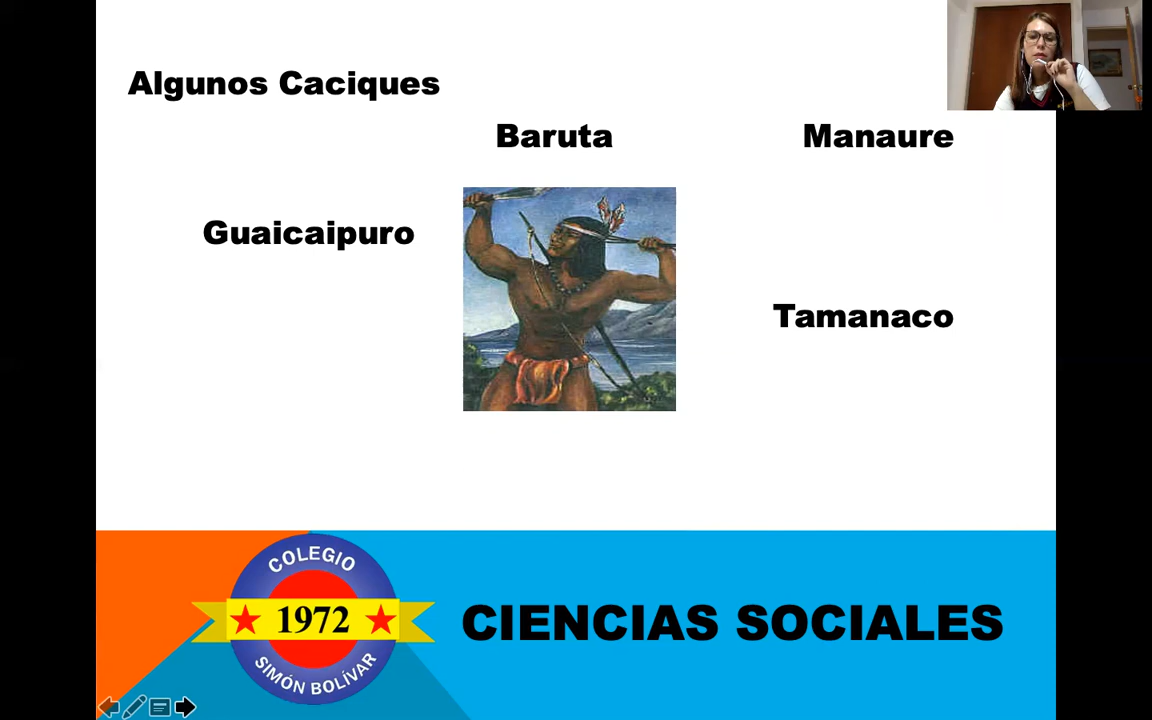 Algunos Caciques
Baruta
Manaure
Guaicaipuro
Tamanaco
COLEGIO
1972
SIMÓN BOLÍVAR
CIENCIAS SOCIALES